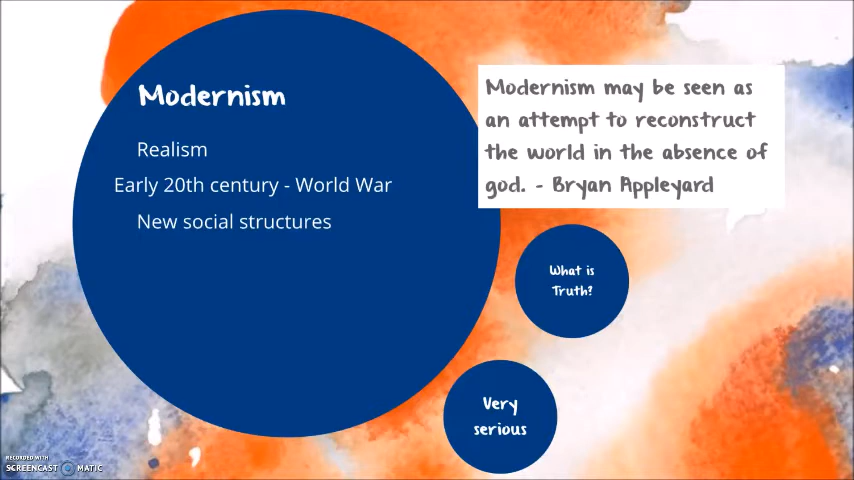 Modernism
Realism
Early 20th century - World War
New social structures
Modernism may be seen as
an attempt to reconstruct
the world in the absence of
god. - Bryan Appleyard
What is
Truth?
Very
serious
RECORDED WITH
SCREENCAST MATIC